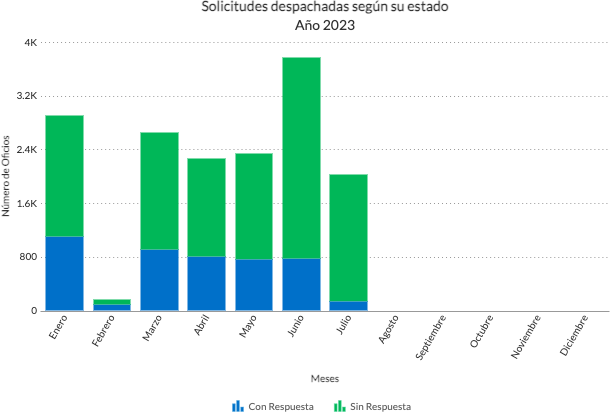 Solicitudes despachadas según su estado
Año 2023
4K
3.2K
2.4K
1.6K
800
0
Número de Oficios
Enero
Febrero
Marzo
Abril
Mayo
Junio
Julio
Agosto
Septiembre
Octubre
Noviembre
Diciembre
Meses
Con Respuesta
Sin Respuesta